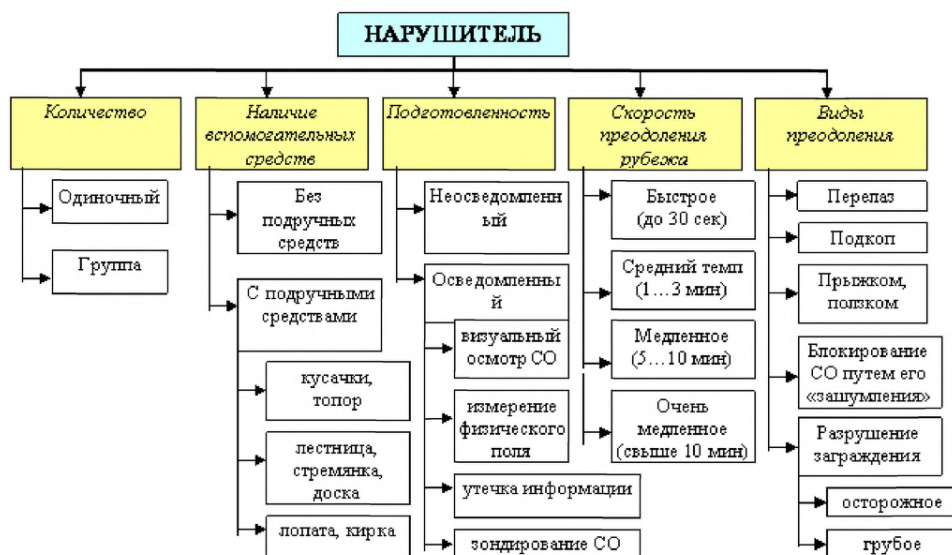 НАРУШИТЕЛЬ
Количество
Одиночный
Группа
Наличие
вспомогательных
средств
Без
подручных
средств
С подручными
средствами
кусачки,
топор
лестница,
стремянка,
доска
лопата, кирка
Подготовленность
Неосведомлен
ный
Осведомленны
й
визуальный
осмотр СО
измерение
физического
поля
утечка информации
зондирование СО
Скорость
преодоления
рубежа
Быстрое
(до 30 сек)
Средний темп
(1…3 мин)
Медленное
(5…10 мин)
Очень
медленное
(свыше 10 мин)
Виды
преодоления
Перелаз
Подкоп
Прыжком,
ползком
Блокирование
СО путем его
«зашумления»
Разрушение
заграждения
осторожное
грубое